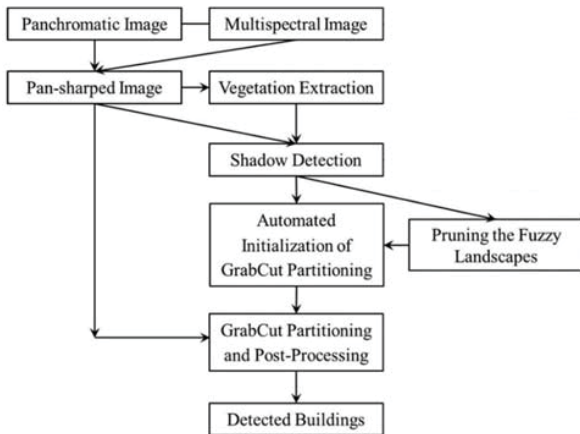 Panchromatic Image
Multispectral Image
Pan-sharped Image
Vegetation Extraction
Shadow Detection
Automated
Initialization of
GrabCut Partitioning
Pruning the Fuzzy
Landscapes
GrabCut Partitioning
and Post-Processing
Detected Buildings